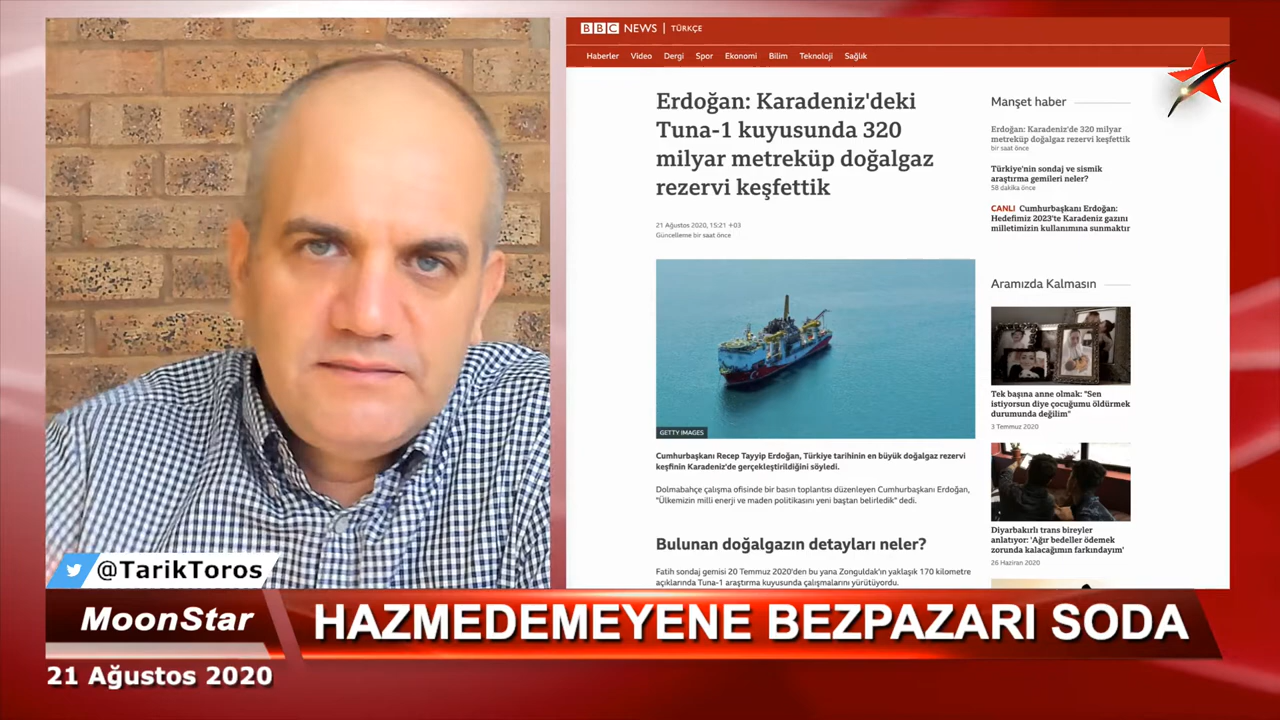 BBC NEWS | TÜRKÇE
Haberler Video Dergi Spor Ekonomi Bilim Teknoloji Sağlık
Erdoğan: Karadeniz'deki
Tuna-1 kuyusunda 320
milyar metreküp doğalgaz
rezervi keşfettik
21 Ağustos 2020, 15:21 +03
Güncelleme bir saat önce
GETTY IMAGES
Cumhurbaşkanı Recep Tayyip Erdoğan, Türkiye tarihinin en büyük doğalgaz rezervi
keşfinin Karadeniz'de gerçekleştirildiğini söyledi.
Dolmabahçe çalışma ofisinde bir basın toplantısı düzenleyen Cumhurbaşkanı Erdoğan,
"Ülkemizin milli enerji ve maden politikasını yeni baştan belirledik" dedi.
Bulunan doğalgazın detayları neler?
Fatih sondaj gemisi 20 Temmuz 2020'den bu yana Zonguldak'ın yaklaşık 170 kilometre
açıklarında Tuna-1 araştırma kuyusunda çalışmalarını yürütüyordu.
Manşet haber
Erdoğan: Karadeniz'de 320 milyar
metreküp doğalgaz rezervi keşfettik
bir saat önce
Türkiye'nin sondaj ve sismik
araştırma gemileri neler?
58 dakika önce
CANLI Cumhurbaşkanı Erdoğan:
Hedefimiz 2023'te Karadeniz gazını
milletimizin kullanımına sunmaktır
Aramızda Kalmasın
Tek başına anne olmak: "Sen
istiyorsun diye çocuğumu öldürmek
durumunda değilim"
3 Temmuz 2020
Diyarbakırlı trans bireyler
anlatıyor: 'Ağır bedeller ödemek
zorunda kalacağımın farkındayım'
26 Haziran 2020
@TarikToros
MoonStar
HAZMEDEMEYENE BEZPAZARI SODA
21 Ağustos 2020